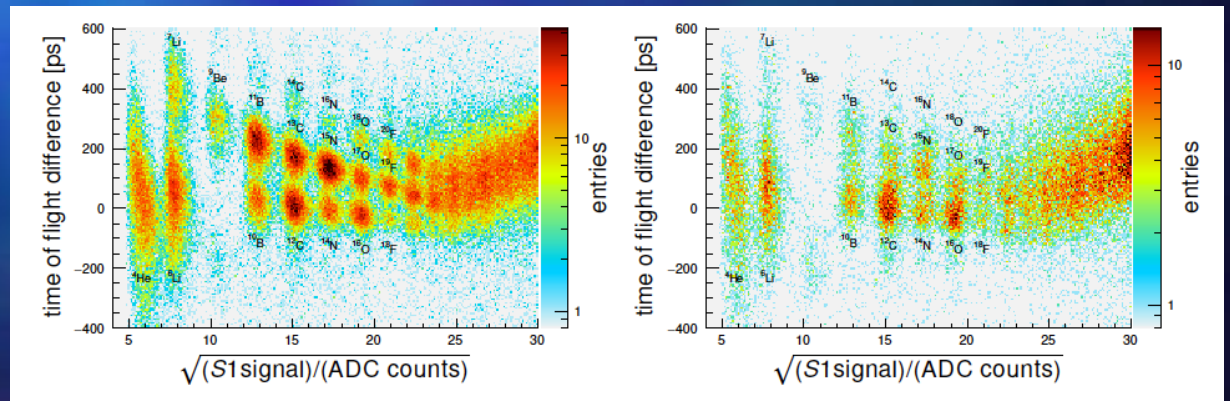 time of flight difference [ps]
600
400
200
0
−200
−400
⁷Li
⁹Be
¹¹B
¹⁴C
¹³C
¹⁶N
¹⁵N
¹⁸O
¹⁷O
²⁰F
¹⁹F
⁴He
⁶Li
¹⁰B
¹²C
¹⁴N
¹⁶O
¹⁸F
5 10 15 20 25 30
√(S1signal)/(ADC counts)
10
1
entries
time of flight difference [ps]
600
400
200
0
−200
−400
⁷Li
⁹Be
¹¹B
¹⁴C
¹³C
¹⁶N
¹⁵N
¹⁸O
¹⁷O
²⁰F
¹⁹F
⁴He
⁶Li
¹⁰B
¹²C
¹⁴N
¹⁶O
¹⁸F
5 10 15 20 25 30
√(S1signal)/(ADC counts)
10
1
entries